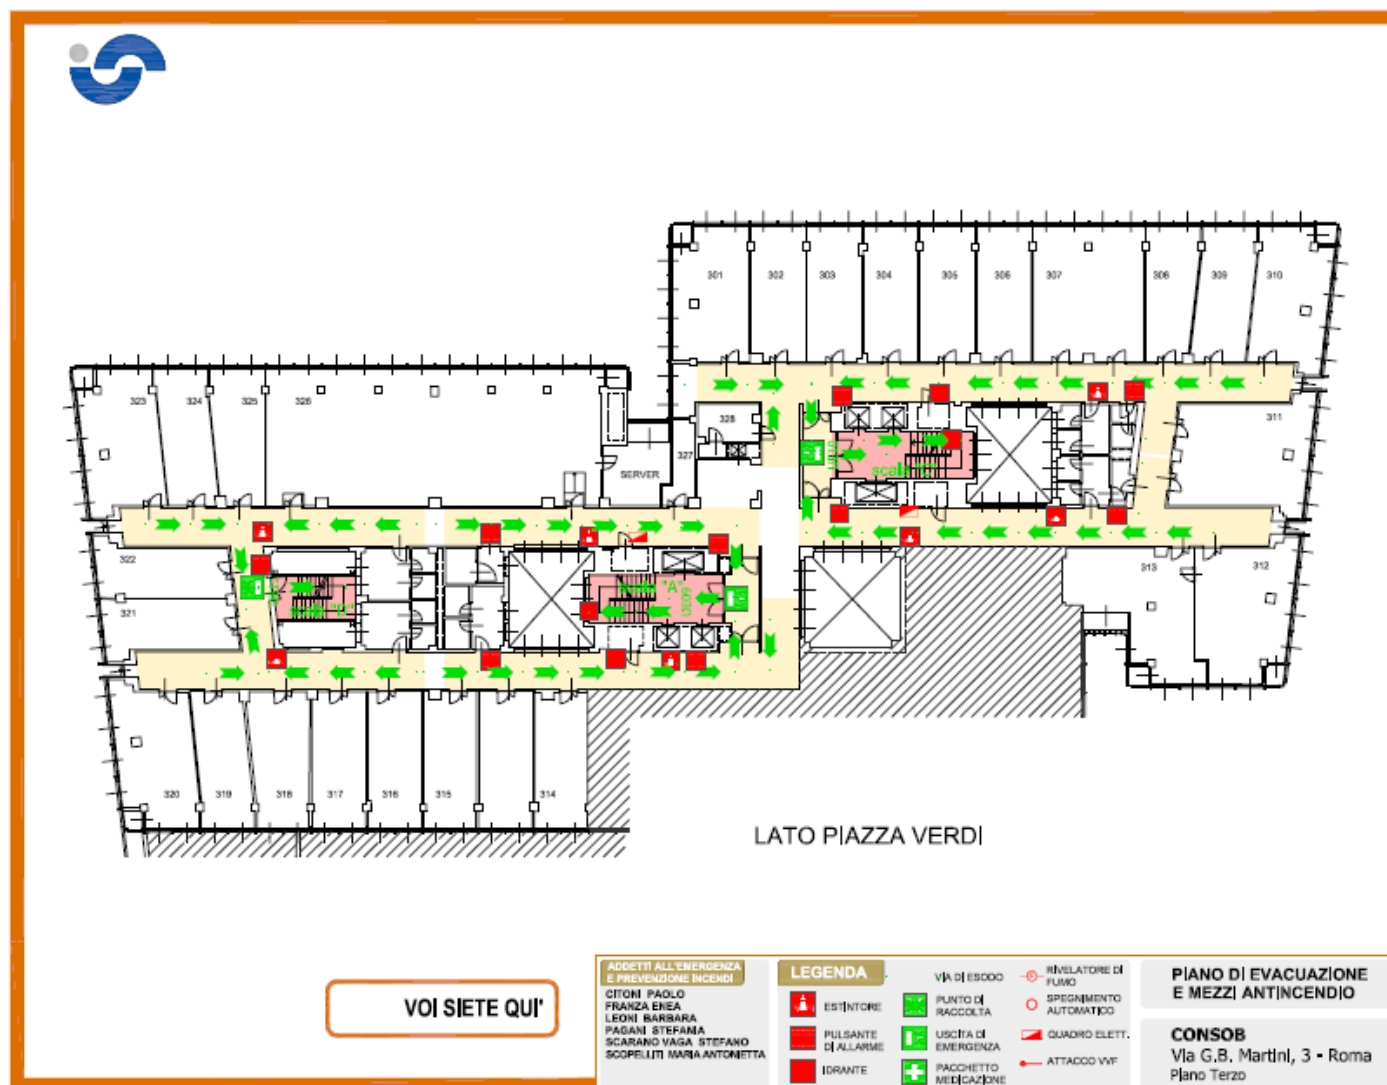 301
302
303
304
305
306
307
308
309
310
323
324
325
326
328
311
327
SERVER
scala "C"
322
321
313
312
scala "A"
320
319
318
317
316
315
314
LATO PIAZZA VERDI
VOI SIETE QUI'
ADDETTI ALL'EMERGENZA
E PREVENZIONE INCENDI
CITONI PAOLO
FRANZA ENEA
LEONI BARBARA
PAGANI STEFANIA
SCARANO VAGA STEFANO
SCOPELLITI MARIA ANTONIETTA
LEGENDA
ESTINTORE
PULSANTE
DI ALLARME
IDRANTE
VIA DI ESODO
PUNTO DI
RACCOLTA
USCITA DI
EMERGENZA
PACCHETTO
MEDICAZIONE
RIVELATORE DI
FUMO
SPEGNIMENTO
AUTOMATICO
QUADRO ELETT.
ATTACCO VVF
PIANO DI EVACUAZIONE
E MEZZI ANTINCENDIO
CONSOB
Via G.B. Martini, 3 - Roma
Piano Terzo